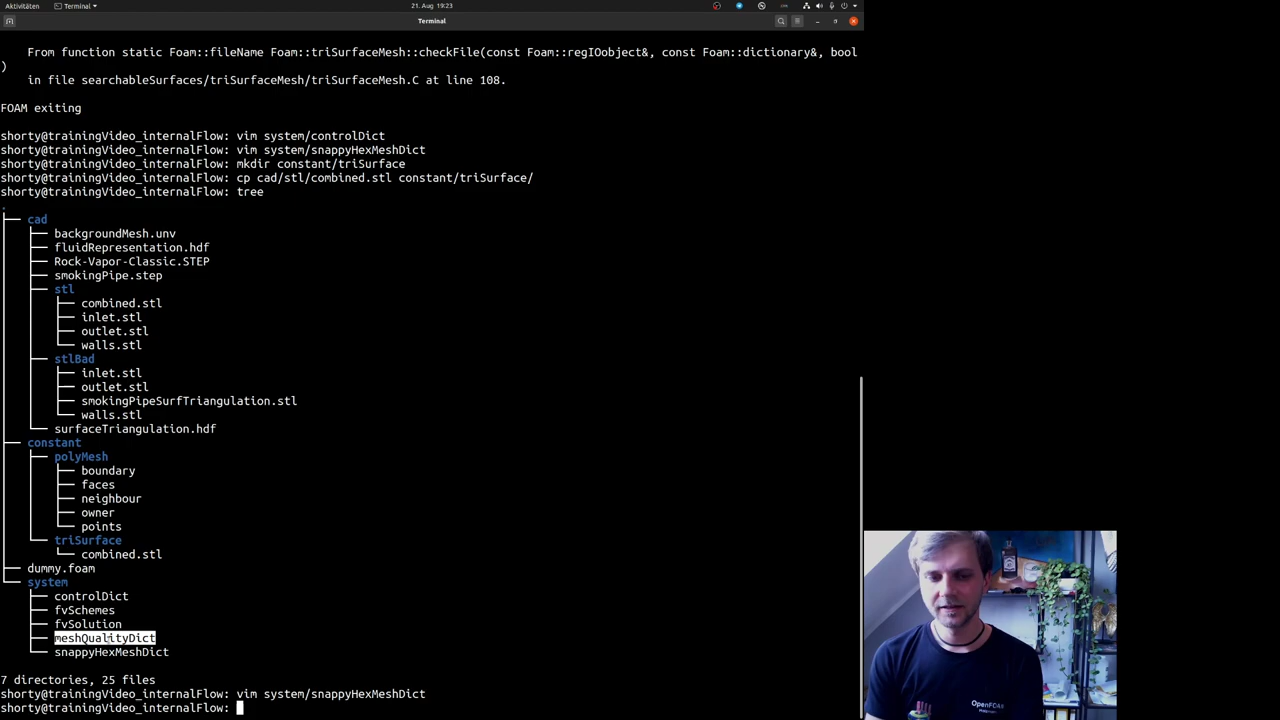 Aktivitäten
Terminal
21. Aug 19:23
Terminal
From function static Foam::fileName Foam::triSurfaceMesh::checkFile(const Foam::regIOobject&, const Foam::dictionary&, bool
)
in file searchableSurfaces/triSurfaceMesh/triSurfaceMesh.C at line 108.
FOAM exiting
shorty@trainingVideo_internalFlow: vim system/controlDict
shorty@trainingVideo_internalFlow: vim system/snappyHexMeshDict
shorty@trainingVideo_internalFlow: mkdir constant/triSurface
shorty@trainingVideo_internalFlow: cp cad/stl/combined.stl constant/triSurface/
shorty@trainingVideo_internalFlow: tree
.
├── cad
│   ├── backgroundMesh.unv
│   ├── fluidRepresentation.hdf
│   ├── Rock-Vapor-Classic.STEP
│   ├── smokingPipe.step
│   ├── stl
│   │   ├── combined.stl
│   │   ├── inlet.stl
│   │   ├── outlet.stl
│   │   └── walls.stl
│   ├── stlBad
│   │   ├── inlet.stl
│   │   ├── outlet.stl
│   │   ├── smokingPipeSurfTriangulation.stl
│   │   └── walls.stl
│   └── surfaceTriangulation.hdf
├── constant
│   ├── polyMesh
│   │   ├── boundary
│   │   ├── faces
│   │   ├── neighbour
│   │   ├── owner
│   │   └── points
│   └── triSurface
│       └── combined.stl
├── dummy.foam
└── system
    ├── controlDict
    ├── fvSchemes
    ├── fvSolution
    ├── meshQualityDict
    └── snappyHexMeshDict
7 directories, 25 files
shorty@trainingVideo_internalFlow: vim system/snappyHexMeshDict
shorty@trainingVideo_internalFlow: